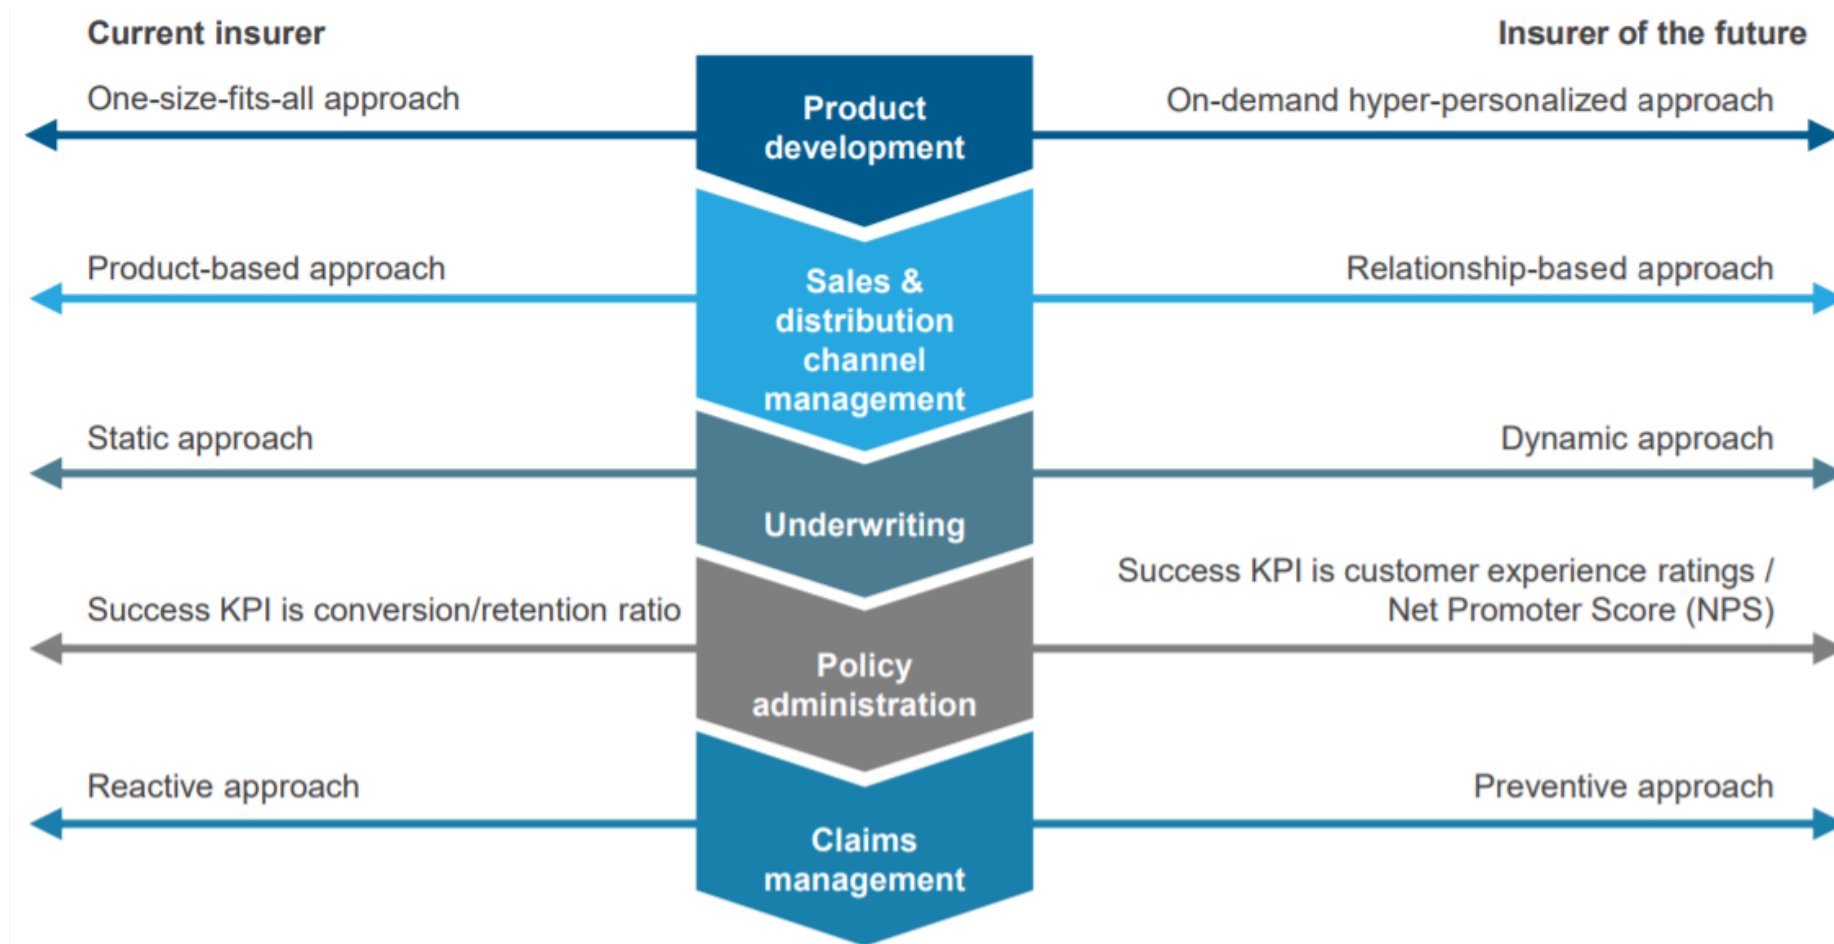 Current insurer
Insurer of the future
One-size-fits-all approach
Product
development
On-demand hyper-personalized approach
Product-based approach
Sales &
distribution
channel
management
Relationship-based approach
Static approach
Underwriting
Dynamic approach
Success KPI is conversion/retention ratio
Policy
administration
Success KPI is customer experience ratings /
Net Promoter Score (NPS)
Reactive approach
Claims
management
Preventive approach